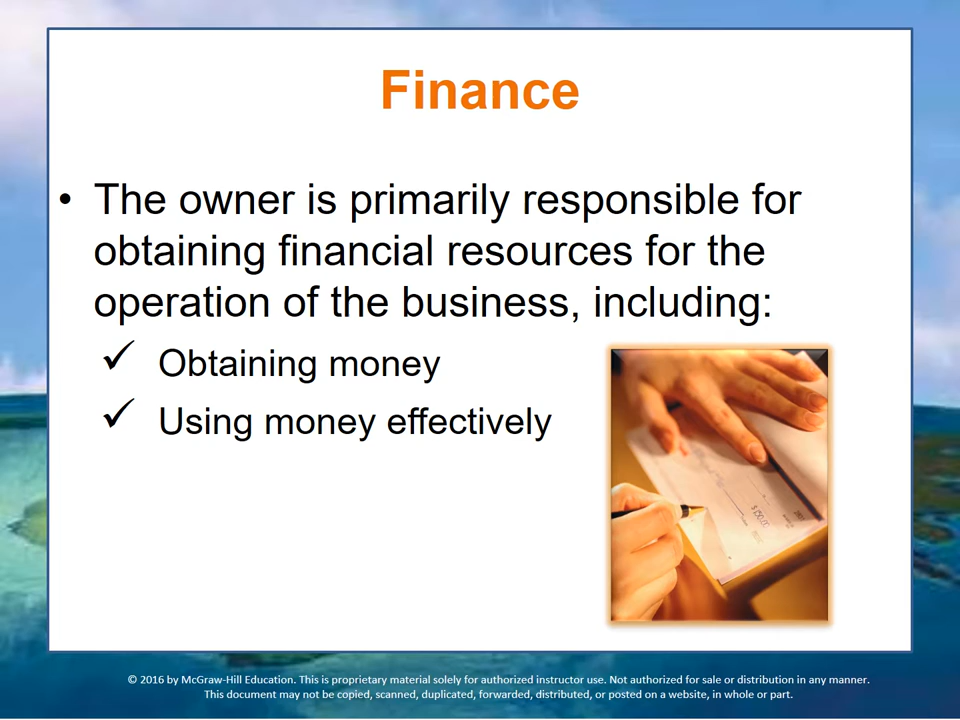 Finance
• The owner is primarily responsible for
obtaining financial resources for the
operation of the business, including:
✓ Obtaining money
✓ Using money effectively
$150.00
© 2016 by McGraw-Hill Education. This is proprietary material solely for authorized instructor use. Not authorized for sale or distribution in any manner.
This document may not be copied, scanned, duplicated, forwarded, distributed, or posted on a website, in whole or part.